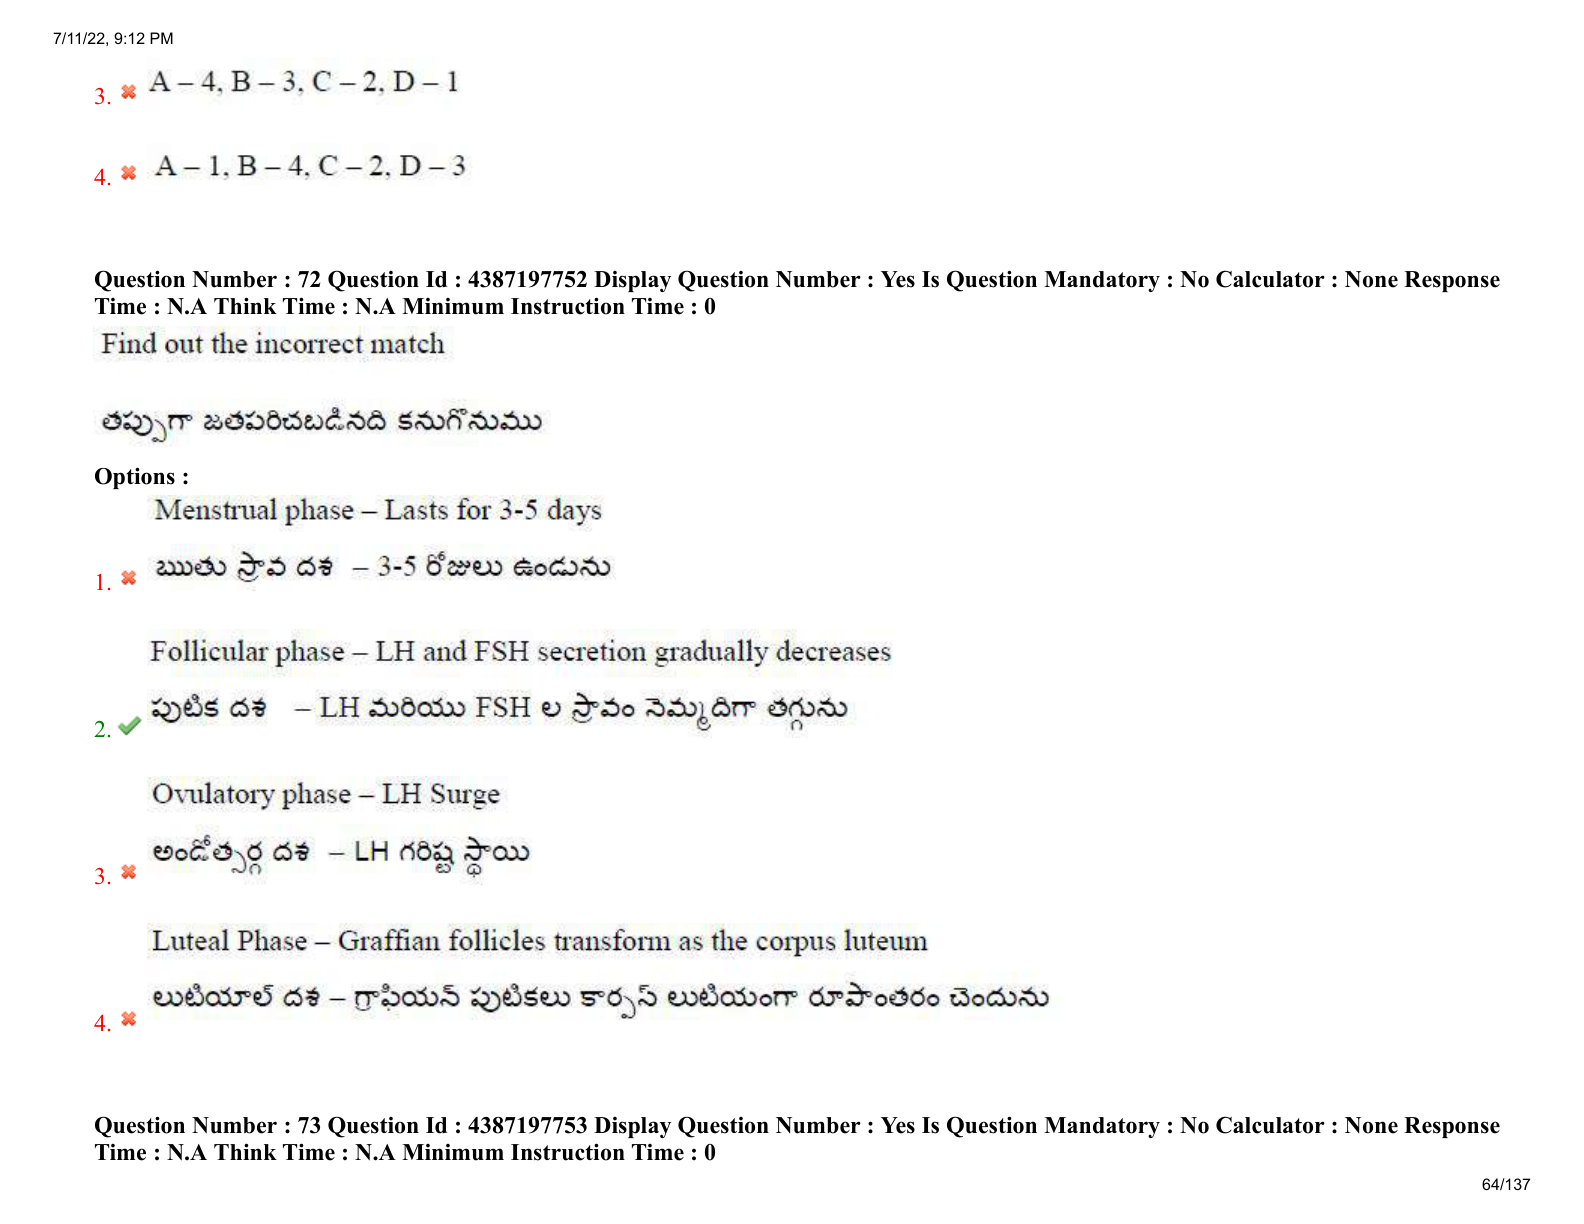 7/11/22, 9:12 PM
3. A – 4, B – 3, C – 2, D – 1
4. A – 1, B – 4, C – 2, D – 3
Question Number : 72 Question Id : 4387197752 Display Question Number : Yes Is Question Mandatory : No Calculator : None Response
Time : N.A Think Time : N.A Minimum Instruction Time : 0
Find out the incorrect match
తప్పుగా జతపరిచబడినది కనుగొనుము
Options :
Menstrual phase – Lasts for 3-5 days
1. ఋతు స్రావ దశ – 3-5 రోజులు ఉండును
Follicular phase – LH and FSH secretion gradually decreases
2. పుటిక దశ – LH మరియు FSH ల స్రావం నెమ్మదిగా తగ్గును
Ovulatory phase – LH Surge
3. అండోత్సర్గ దశ – LH గరిష్ట స్థాయి
Luteal Phase – Graffian follicles transform as the corpus luteum
4. లుటియాల్ దశ – గ్రాఫియన్ పుటికలు కార్పస్ లుటియంగా రూపాంతరం చెందును
Question Number : 73 Question Id : 4387197753 Display Question Number : Yes Is Question Mandatory : No Calculator : None Response
Time : N.A Think Time : N.A Minimum Instruction Time : 0
64/137